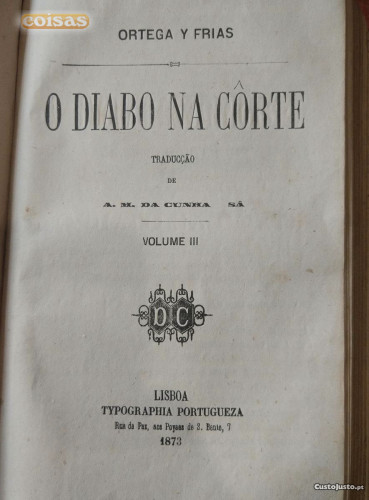 coisas
ORTEGA Y FRIAS
O DIABO NA CÔRTE
TRADUCÇÃO
DE
A. M. DA CUNHA SÁ
VOLUME III
DC
LISBOA
TYPOGRAPHIA PORTUGUEZA
Rua da Paz, aos Poyaes de S. Bento, 7
1873
CustoJusto.pt